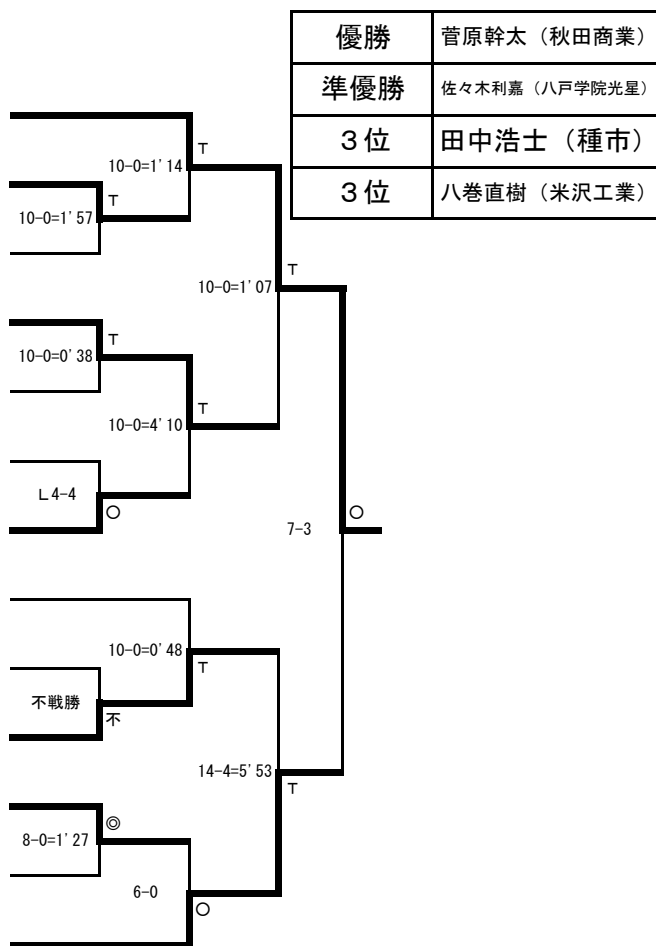 優勝 菅原幹太（秋田商業）
準優勝 佐々木利嘉（八戸学院光星）
３位 田中浩士（種市）
３位 八巻直樹（米沢工業）
T
10-0=1'14
T
10-0=1'57
T
10-0=1'07
T
10-0=0'38
T
10-0=4'10
L4-4
○
○
7-3
10-0=0'48
T
不戦勝
不
14-4=5'53
T
◎
8-0=1'27
6-0
○